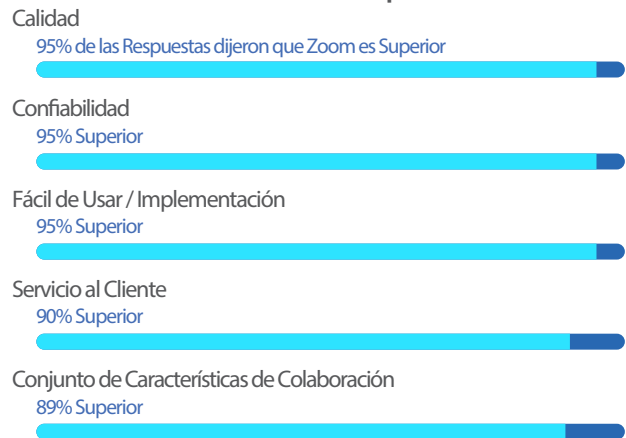 Calidad
95% de las Respuestas dijeron que Zoom es Superior
Confiabilidad
95% Superior
Fácil de Usar / Implementación
95% Superior
Servicio al Cliente
90% Superior
Conjunto de Características de Colaboración
89% Superior